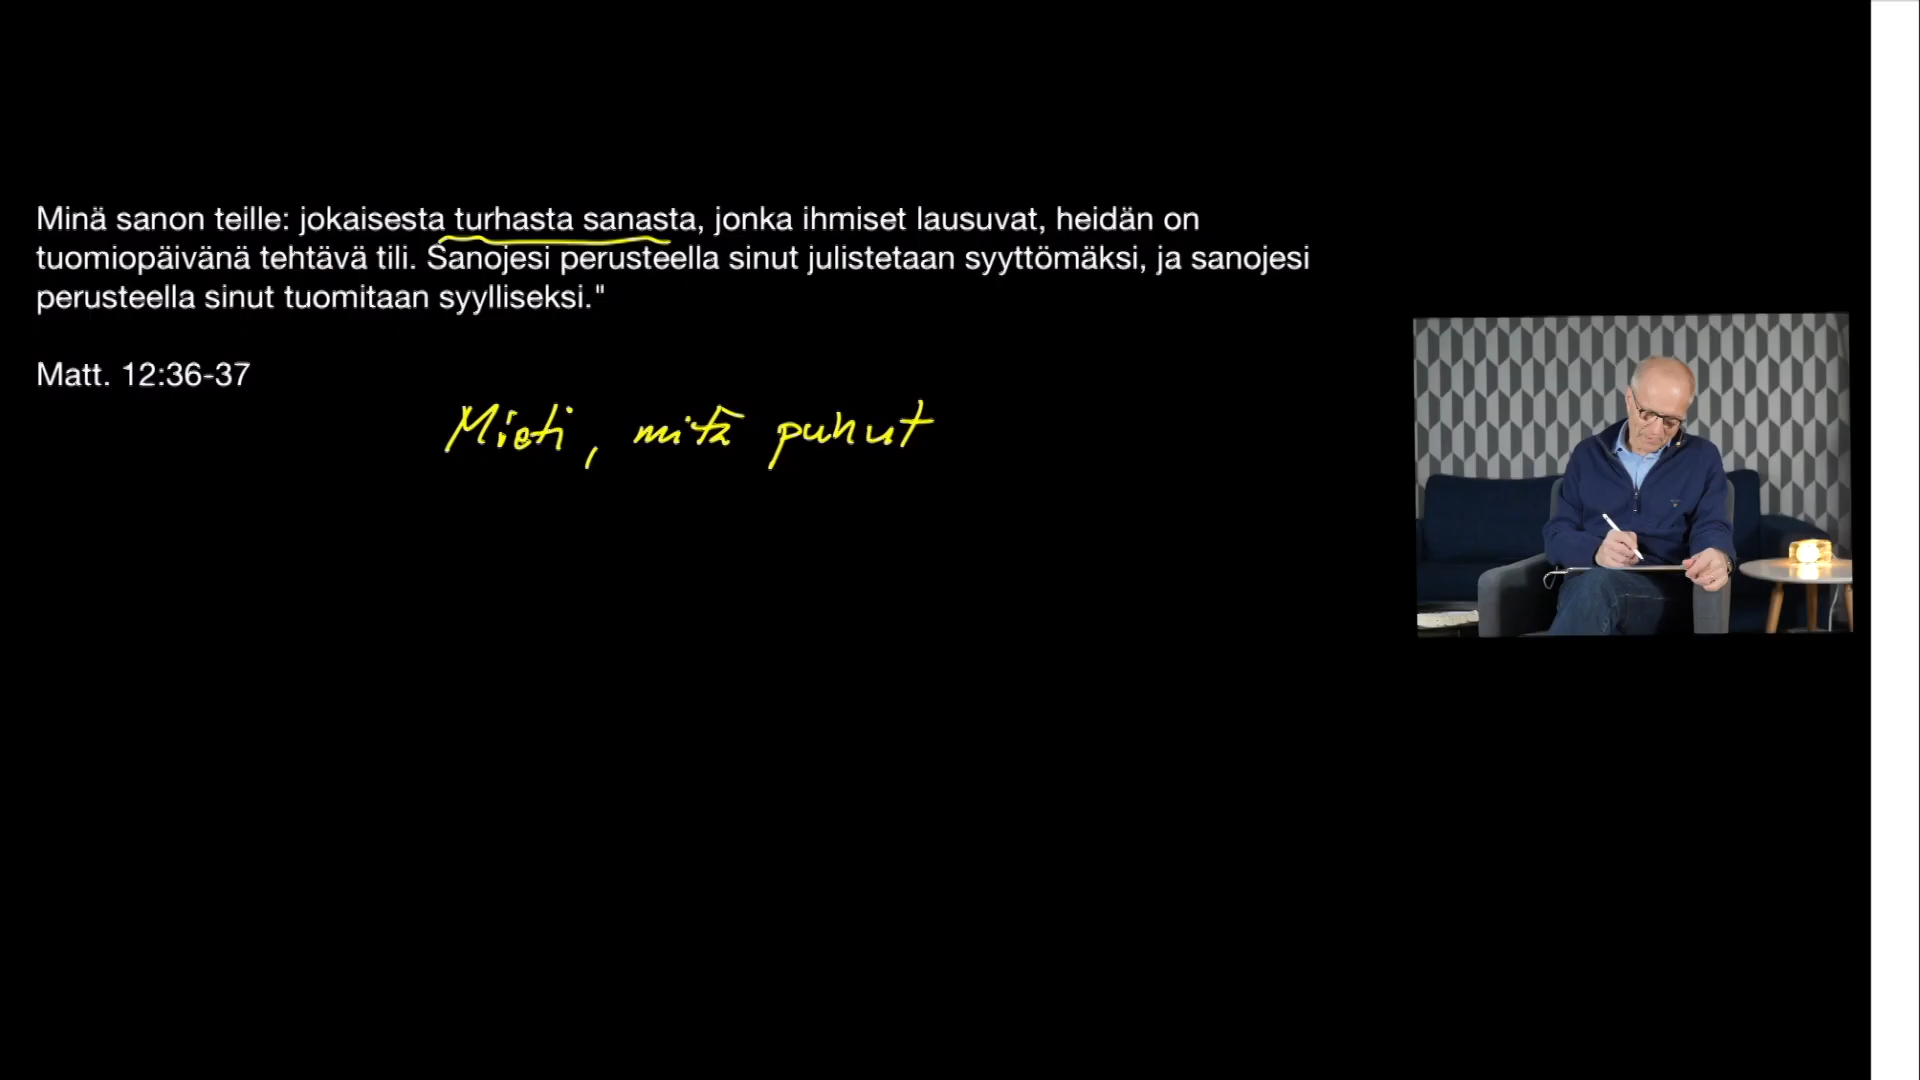 Minä sanon teille: jokaisesta turhasta sanasta, jonka ihmiset lausuvat, heidän on
tuomiopäivänä tehtävä tili. Sanojesi perusteella sinut julistetaan syyttömäksi, ja sanojesi
perusteella sinut tuomitaan syylliseksi."
Matt. 12:36-37
Mieti, mitä puhut